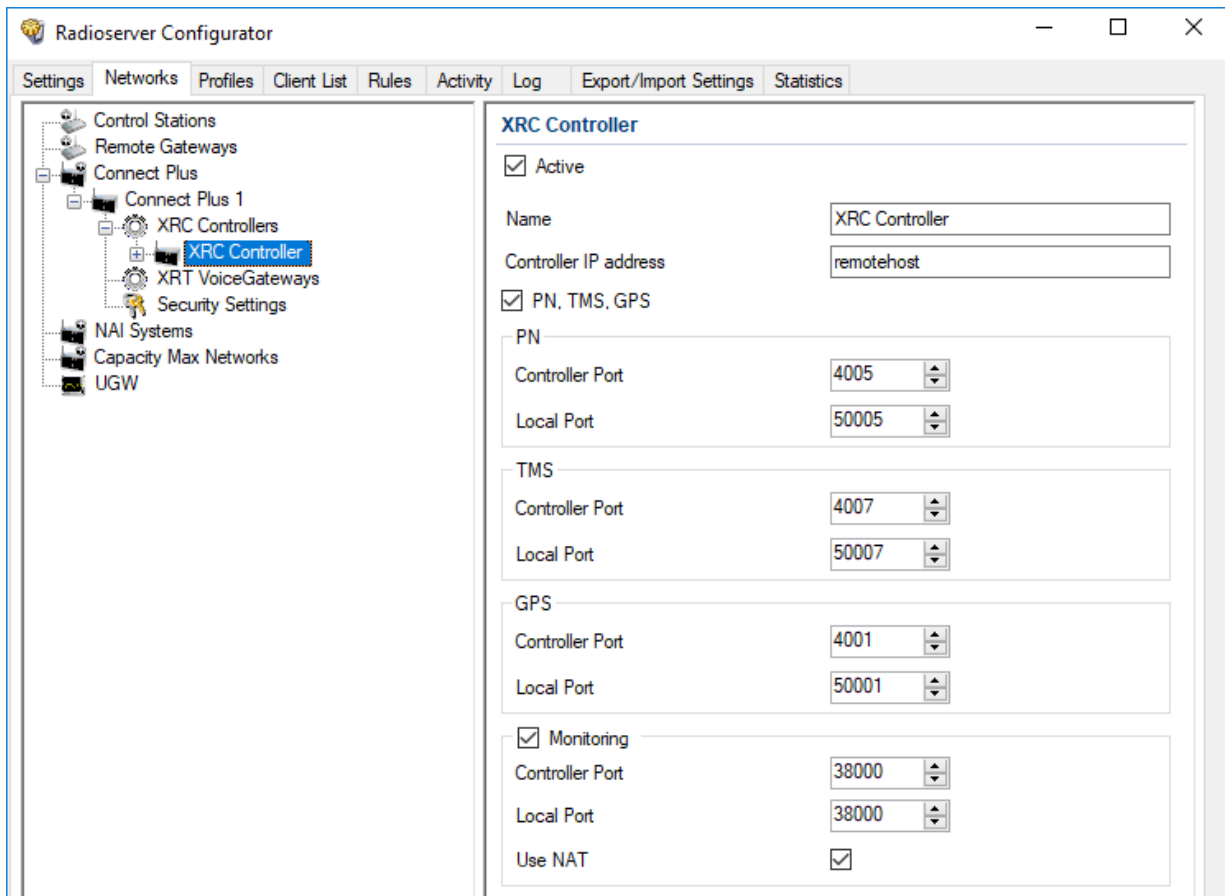 Radioserver Configurator
Settings Networks Profiles Client List Rules Activity Log Export/Import Settings Statistics
Control Stations
Remote Gateways
Connect Plus
Connect Plus 1
XRC Controllers
XRC Controller
XRT VoiceGateways
Security Settings
NAI Systems
Capacity Max Networks
UGW
XRC Controller
Active
Name XRC Controller
Controller IP address remotehost
PN, TMS, GPS
PN
Controller Port 4005
Local Port 50005
TMS
Controller Port 4007
Local Port 50007
GPS
Controller Port 4001
Local Port 50001
Monitoring
Controller Port 38000
Local Port 38000
Use NAT